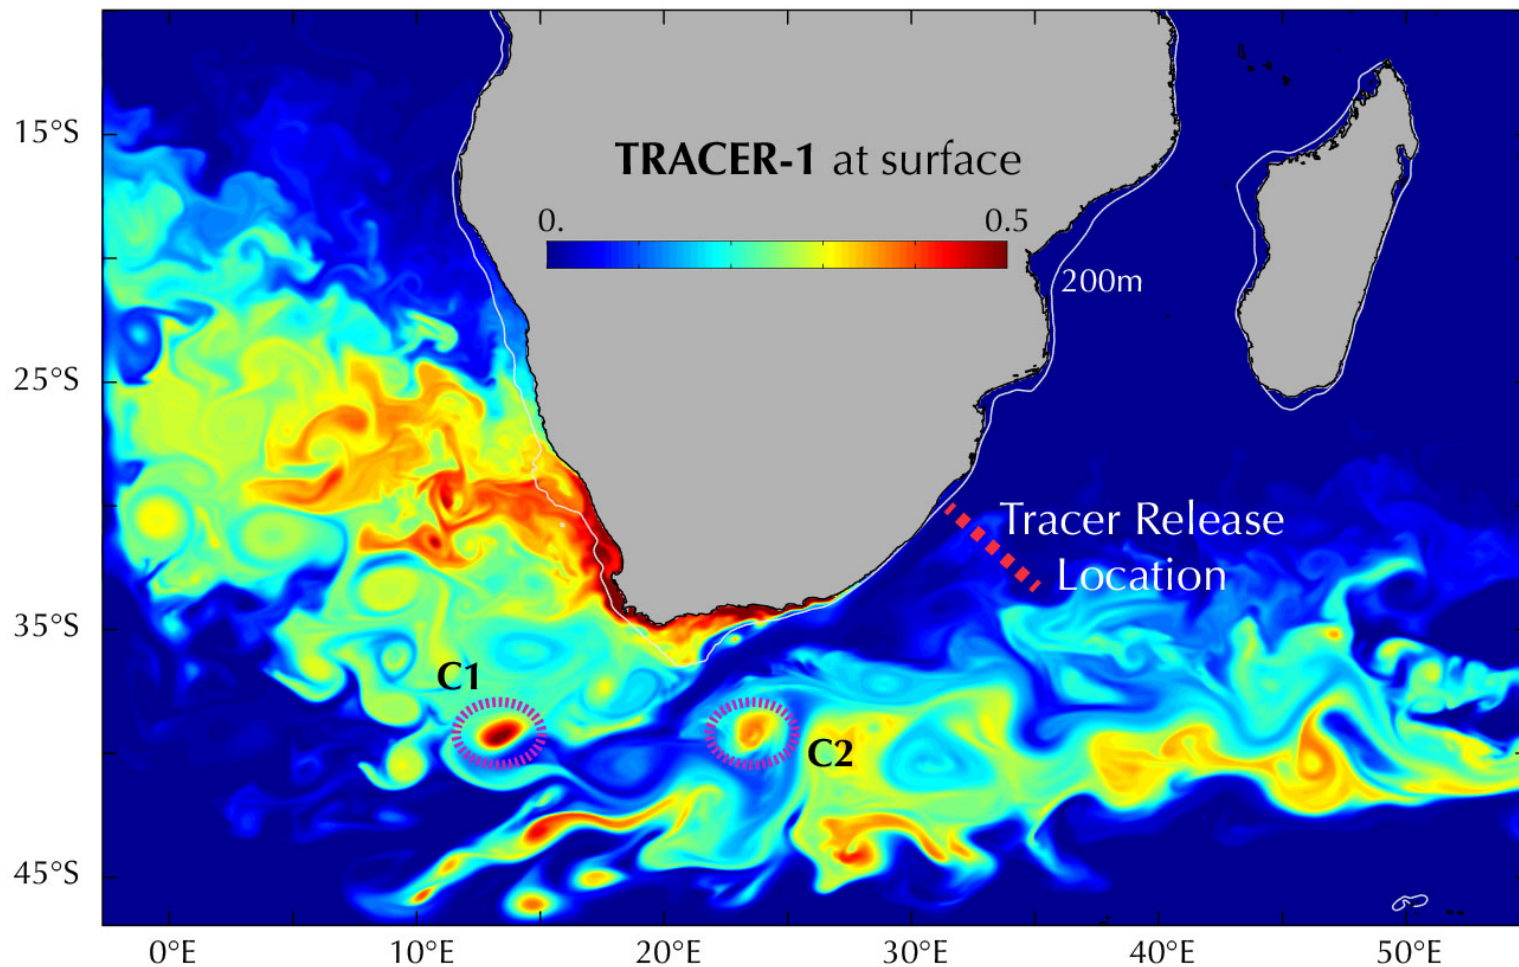 15°S
TRACER-1 at surface
0. 0.5
200m
25°S
Tracer Release
Location
35°S
C1
C2
45°S
0°E 10°E 20°E 30°E 40°E 50°E